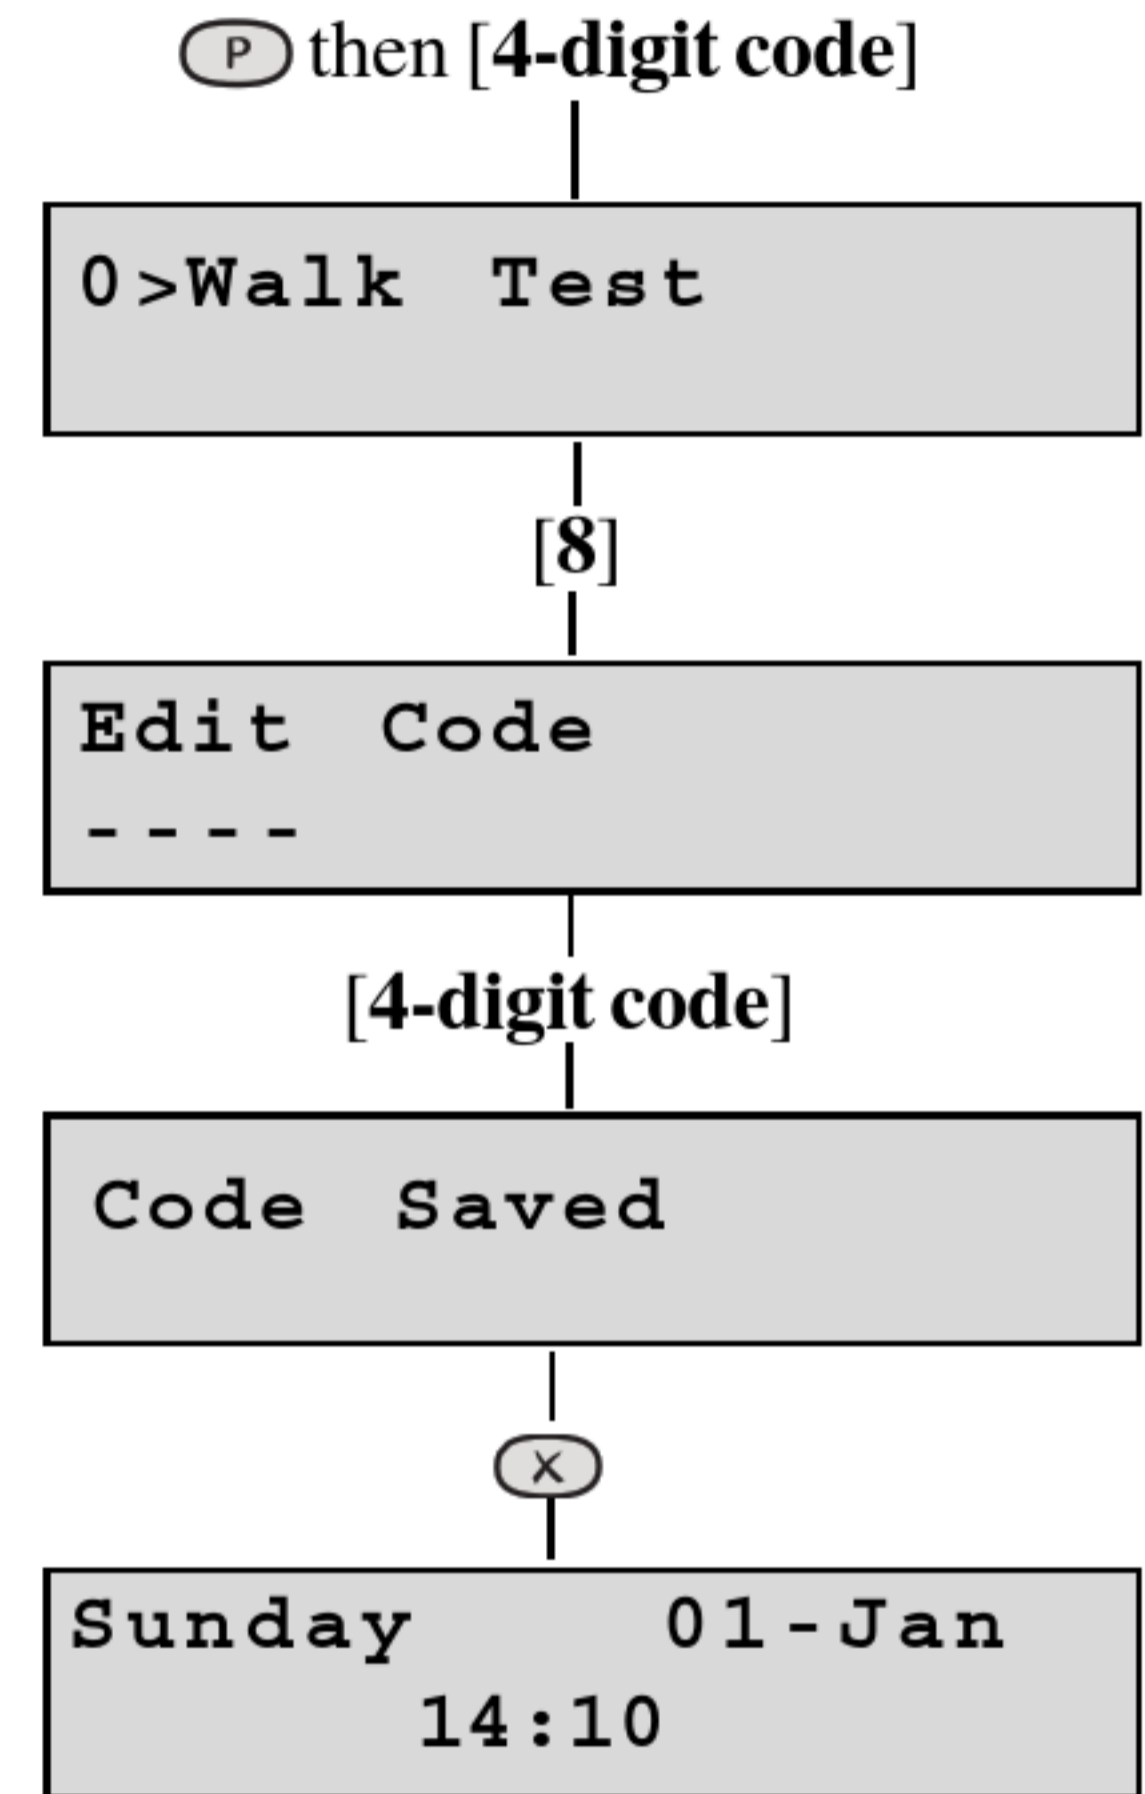 P then [4-digit code]
0>Walk Test
[8]
Edit Code
----
[4-digit code]
Code Saved
X
Sunday 01-Jan
14:10